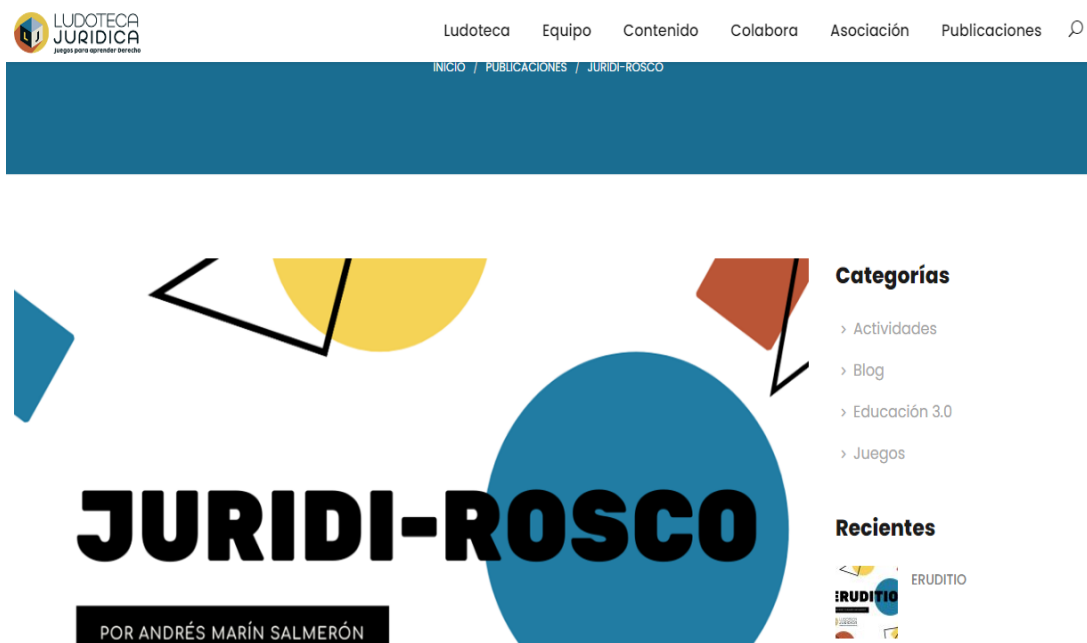 LUDOTECA
JURIDICA
Juegos para aprender Derecho
Ludoteca Equipo Contenido Colabora Asociación Publicaciones
INICIO / PUBLICACIONES / JURIDI-ROSCO
JURIDI-ROSCO
POR ANDRÉS MARÍN SALMERÓN
Categorías
› Actividades
› Blog
› Educación 3.0
› Juegos
Recientes
ERUDITIO
ERUDITIO